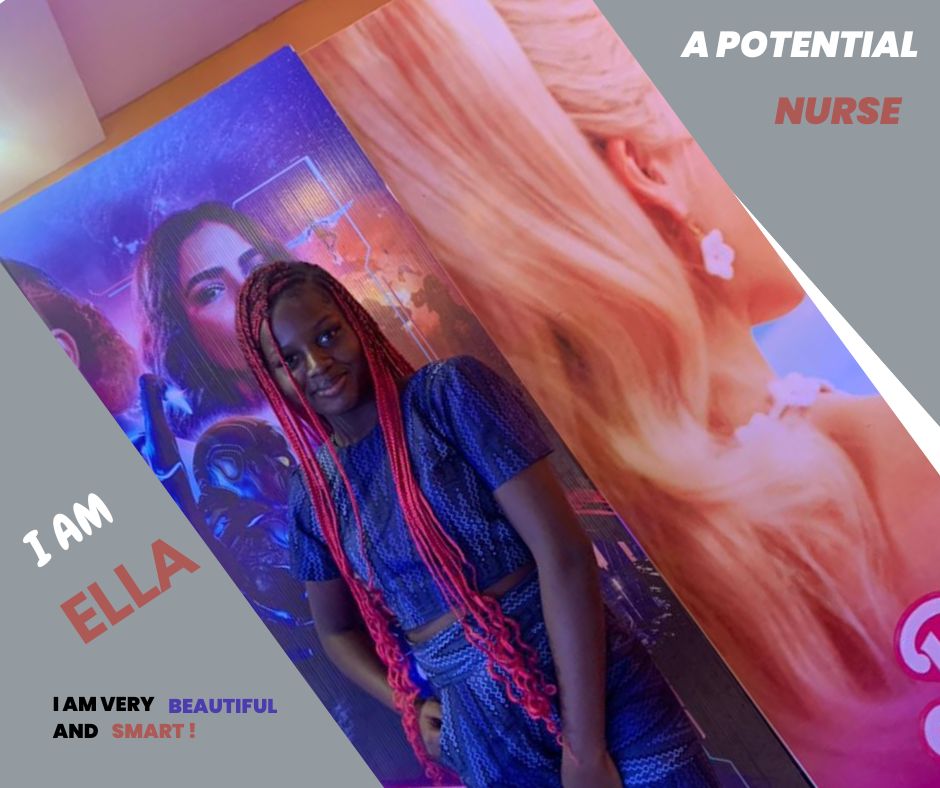 A POTENTIAL
NURSE
I AM
ELLA
I AM VERY BEAUTIFUL
AND SMART !